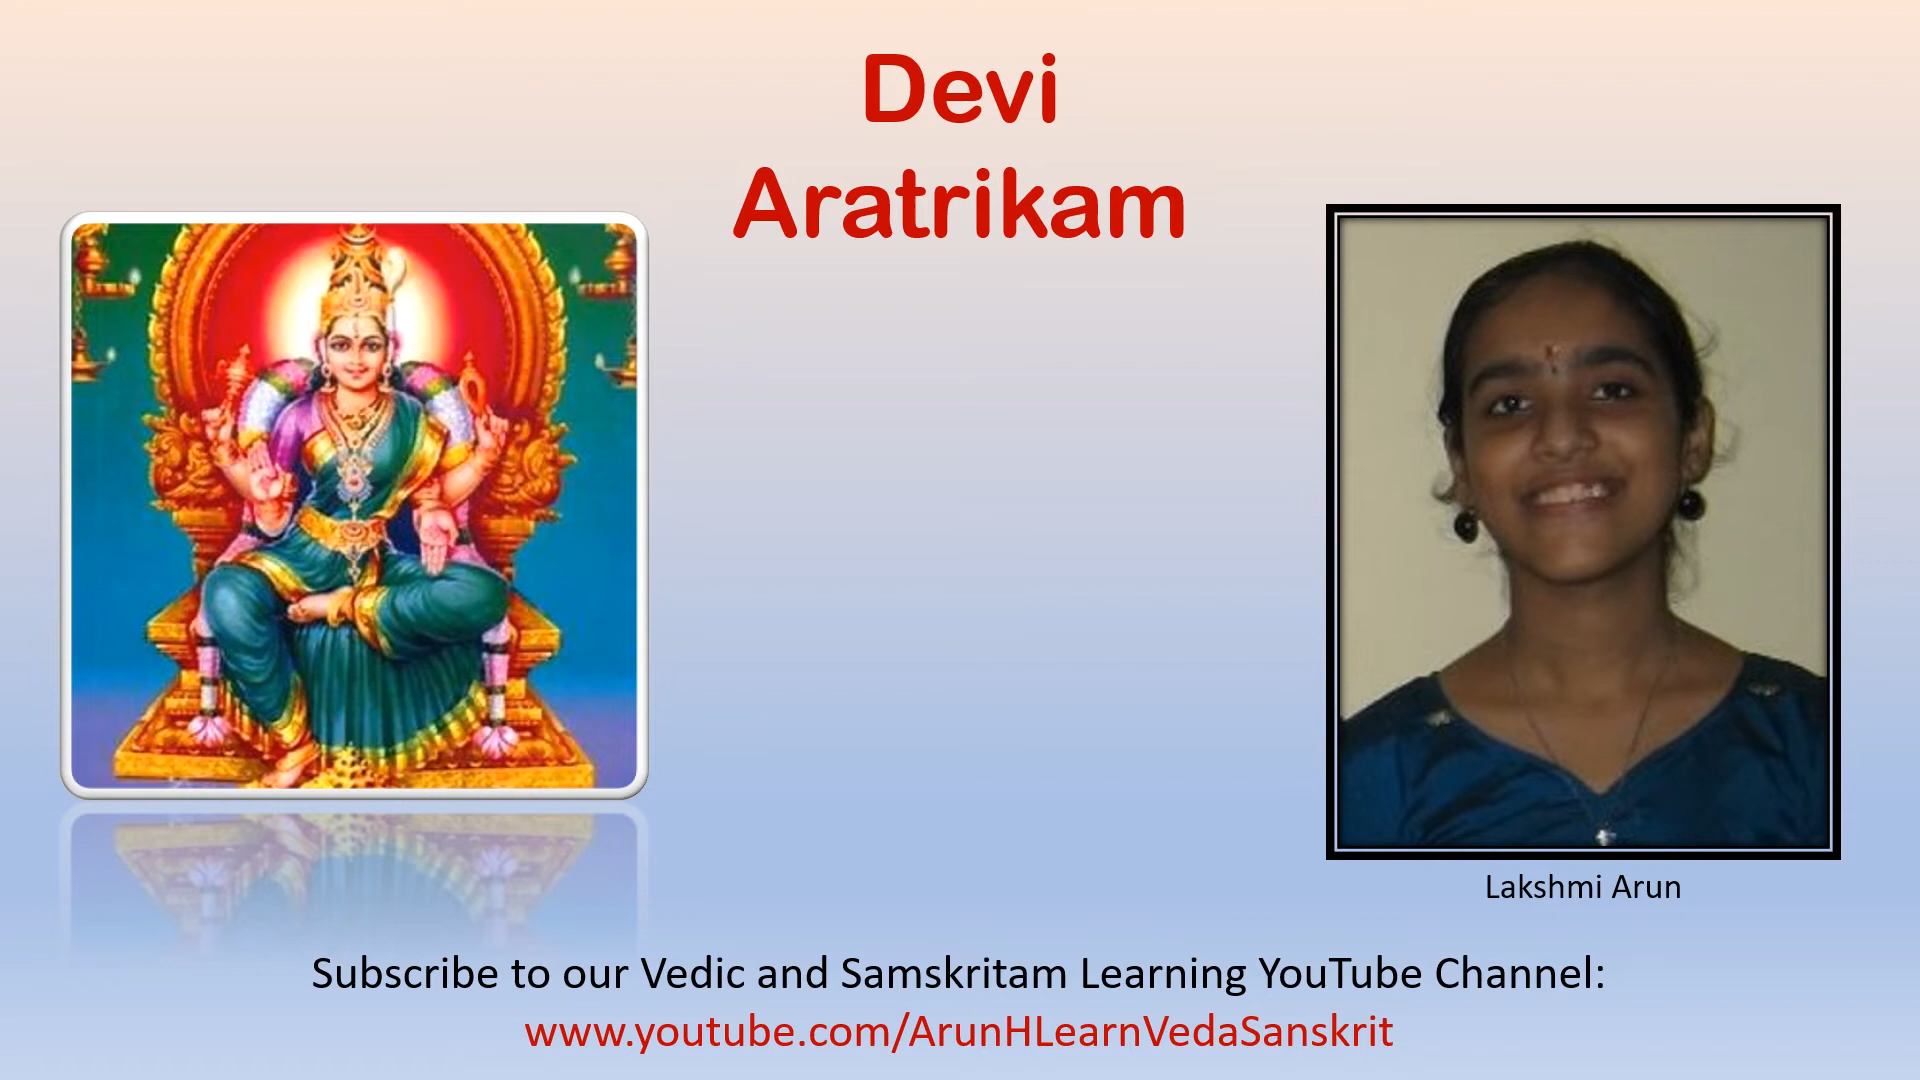 Devi
Aratrikam
Lakshmi Arun
Subscribe to our Vedic and Samskritam Learning YouTube Channel:
www.youtube.com/ArunHLearnVedaSanskrit